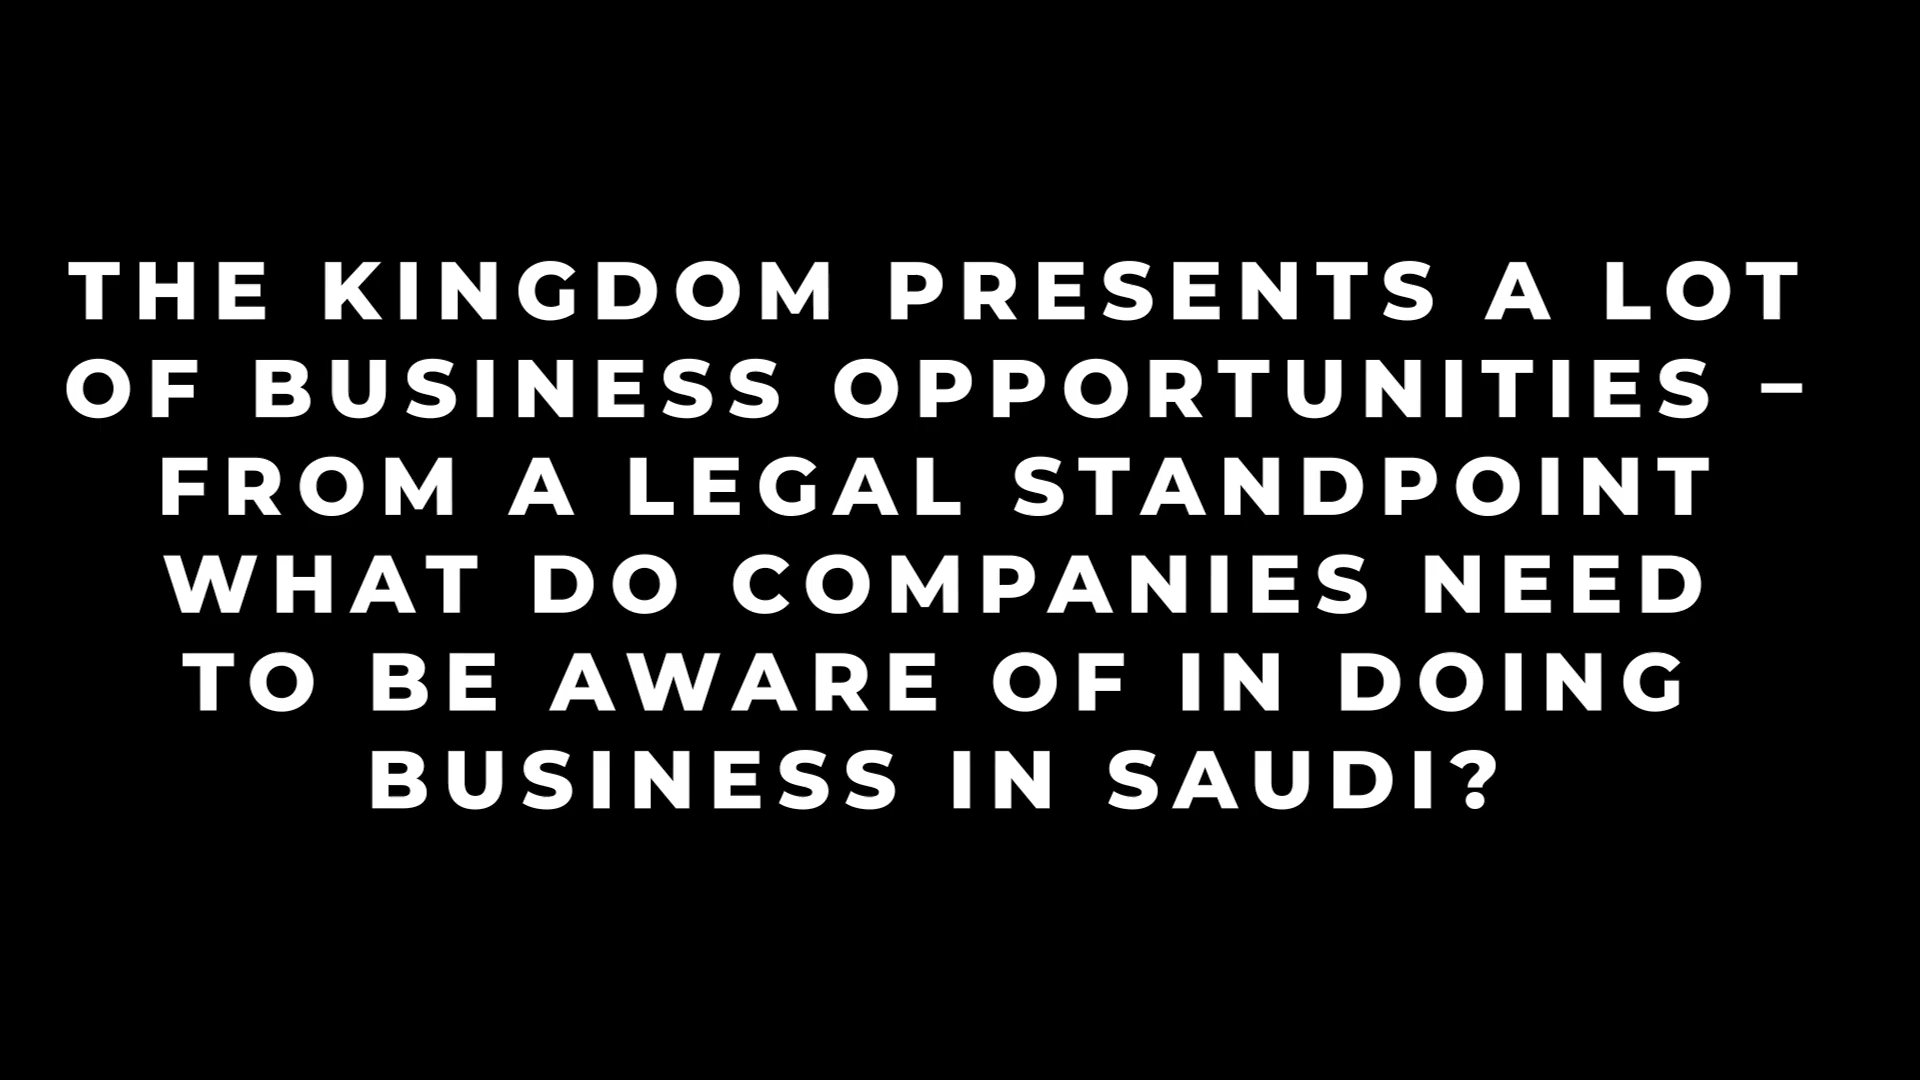 THE KINGDOM PRESENTS A LOT
OF BUSINESS OPPORTUNITIES –
FROM A LEGAL STANDPOINT
WHAT DO COMPANIES NEED
TO BE AWARE OF IN DOING
BUSINESS IN SAUDI?